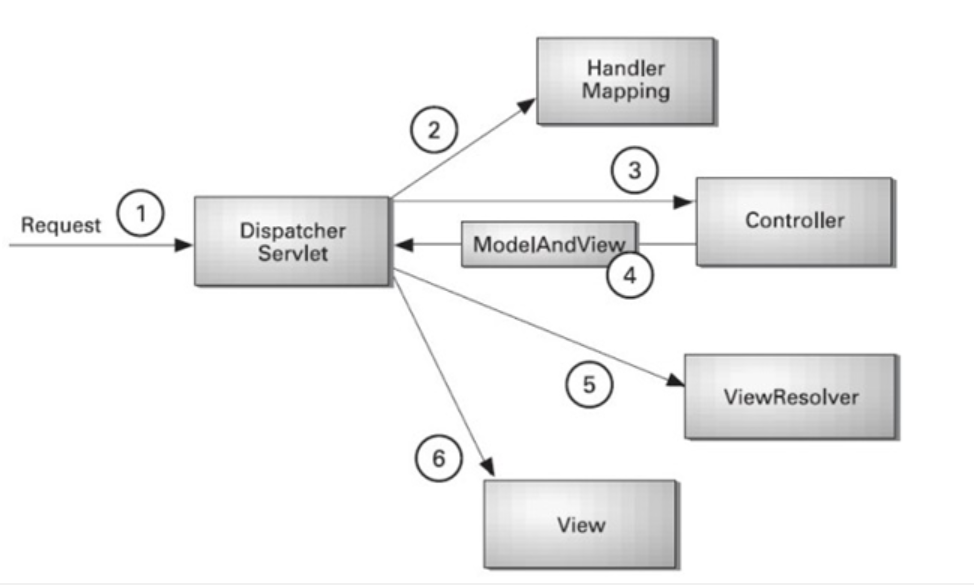 Handler
Mapping
2
3
1
Request
Dispatcher
Servlet
Controller
ModelAndView
4
5
ViewResolver
6
View